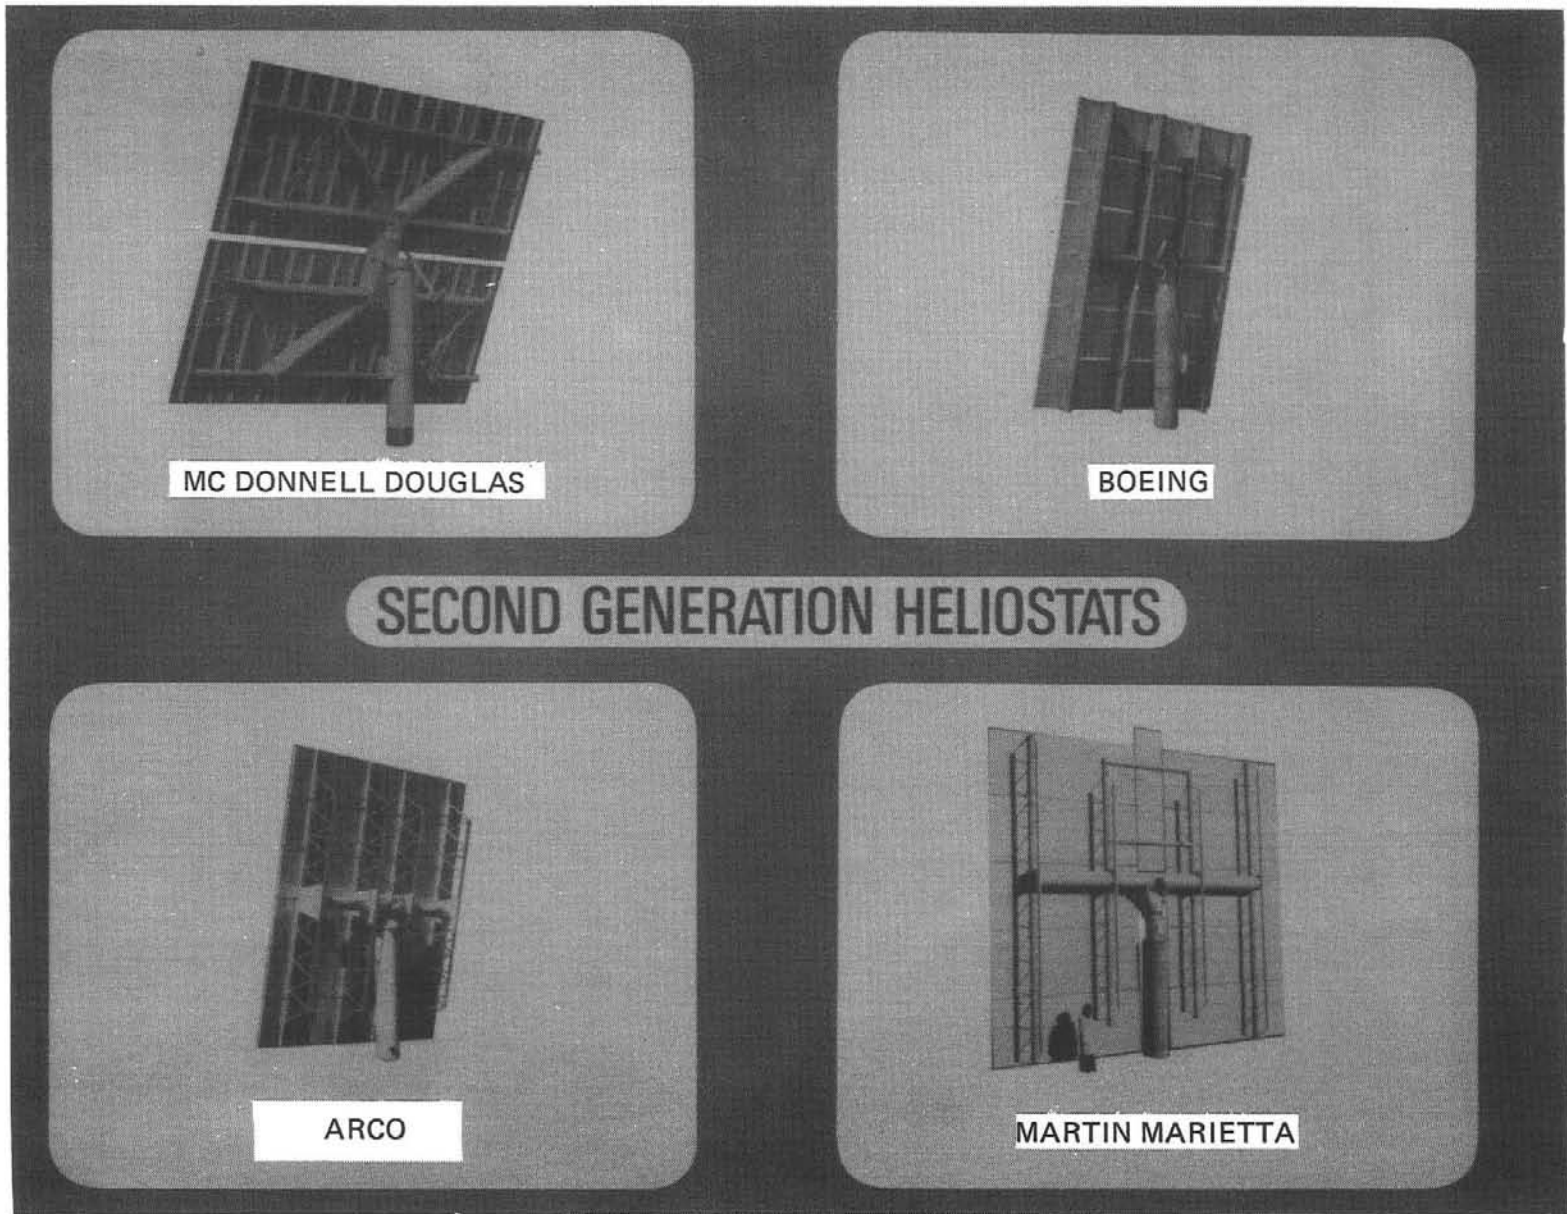 MC DONNELL DOUGLAS
BOEING
SECOND GENERATION HELIOSTATS
ARCO
MARTIN MARIETTA